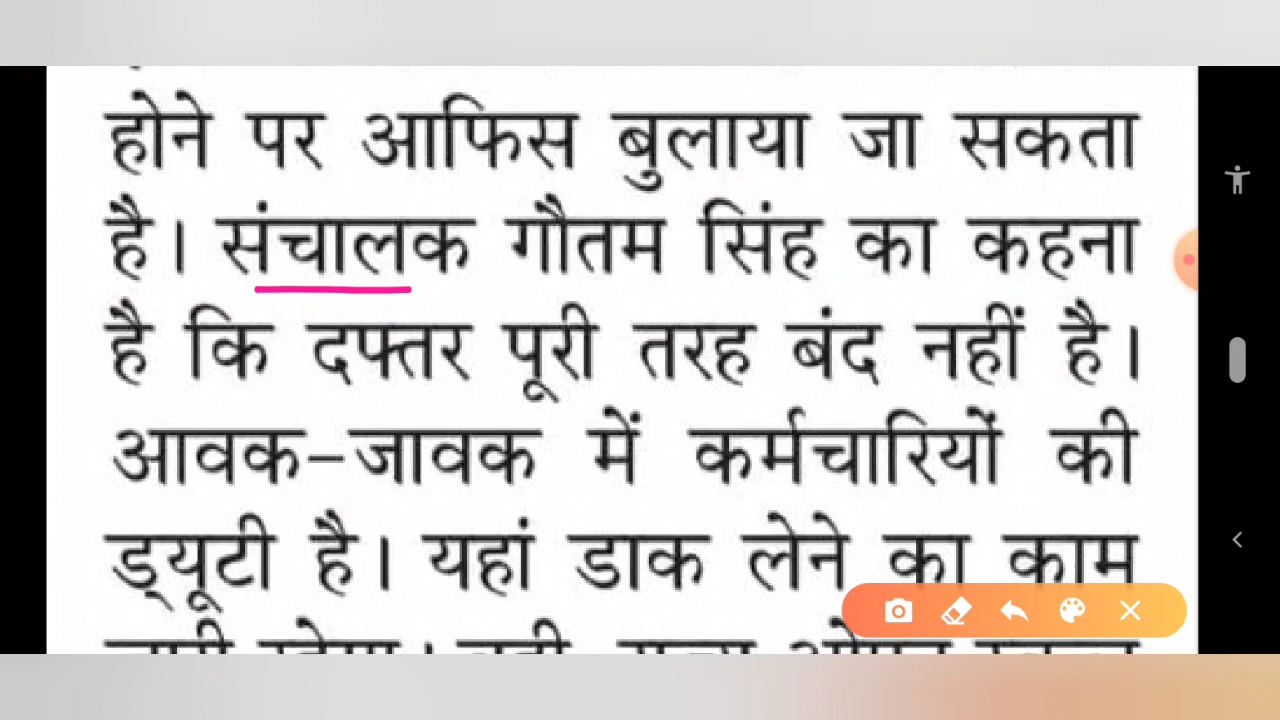 होने पर आफिस बुलाया जा सकता
है। संचालक गौतम सिंह का कहना
है कि दफ्तर पूरी तरह बंद नहीं है।
आवक-जावक में कर्मचारियों की
ड्यूटी है। यहां डाक लेने का काम